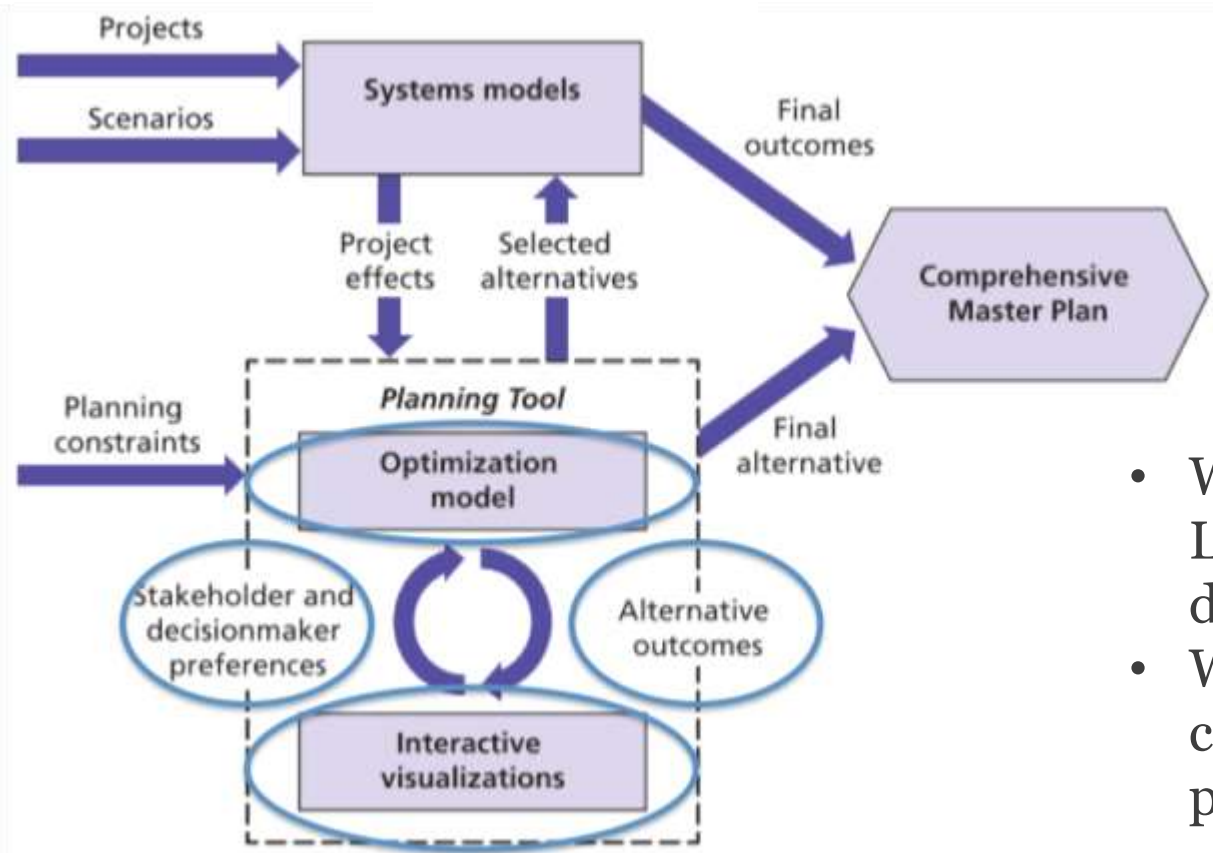 Projects
Scenarios
Systems models
Final
outcomes
Project
effects
Selected
alternatives
Comprehensive
Master Plan
Planning Tool
Planning
constraints
Optimization
model
Final
alternative
Stakeholder and
decisionmaker
preferences
Alternative
outcomes
Interactive
visualizations